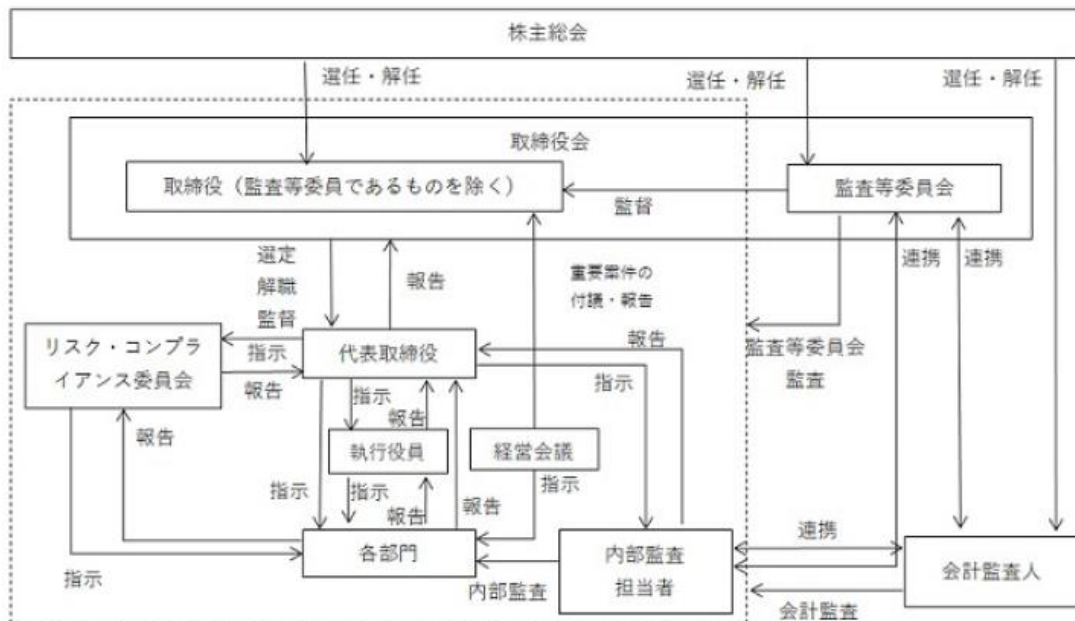 株主総会
選任・解任
選任・解任
選任・解任
取締役会
取締役（監査等委員であるものを除く）
監督
監査等委員会
選定
解職
監督
報告
重要案件の
付議・報告
連携
連携
リスク・コンプラ
イアンス委員会
指示
報告
代表取締役
報告
指示
監査等委員会
監査
指示
報告
報告
執行役員
経営会議
指示
指示
指示
報告
報告
各部門
指示
内部監査
内部監査
担当者
連携
会計監査
会計監査人